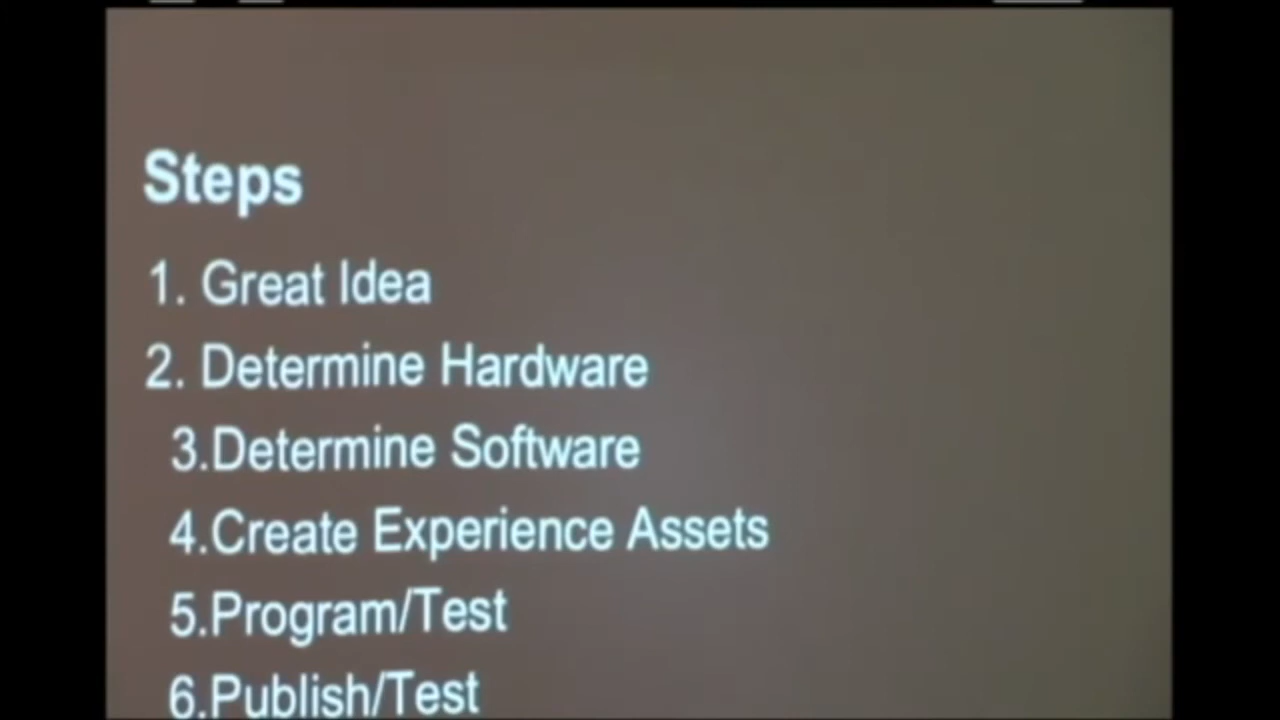 Steps
1. Great Idea
2. Determine Hardware
3.Determine Software
4.Create Experience Assets
5.Program/Test
6.Publish/Test